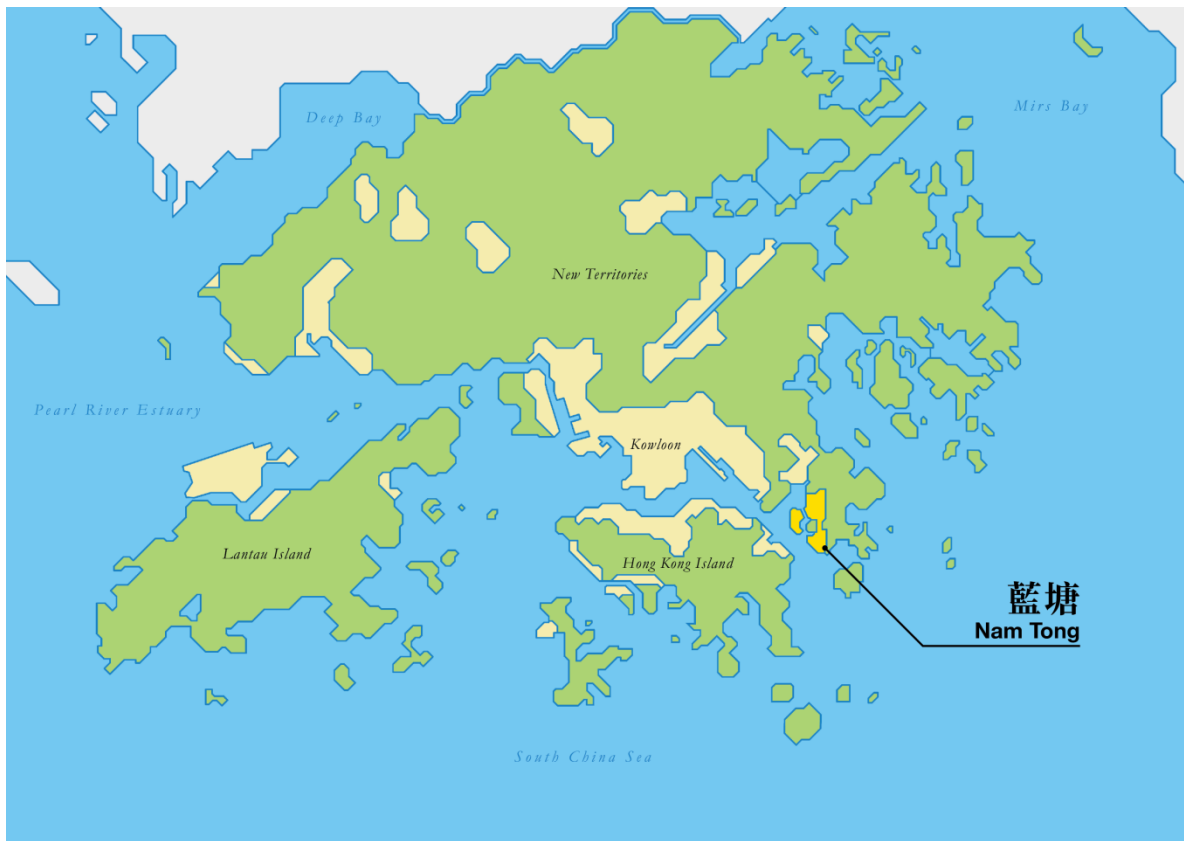 Deep Bay
Mirs Bay
New Territories
Pearl River Estuary
Kowloon
Lantau Island
Hong Kong Island
藍塘
Nam Tong
South China Sea